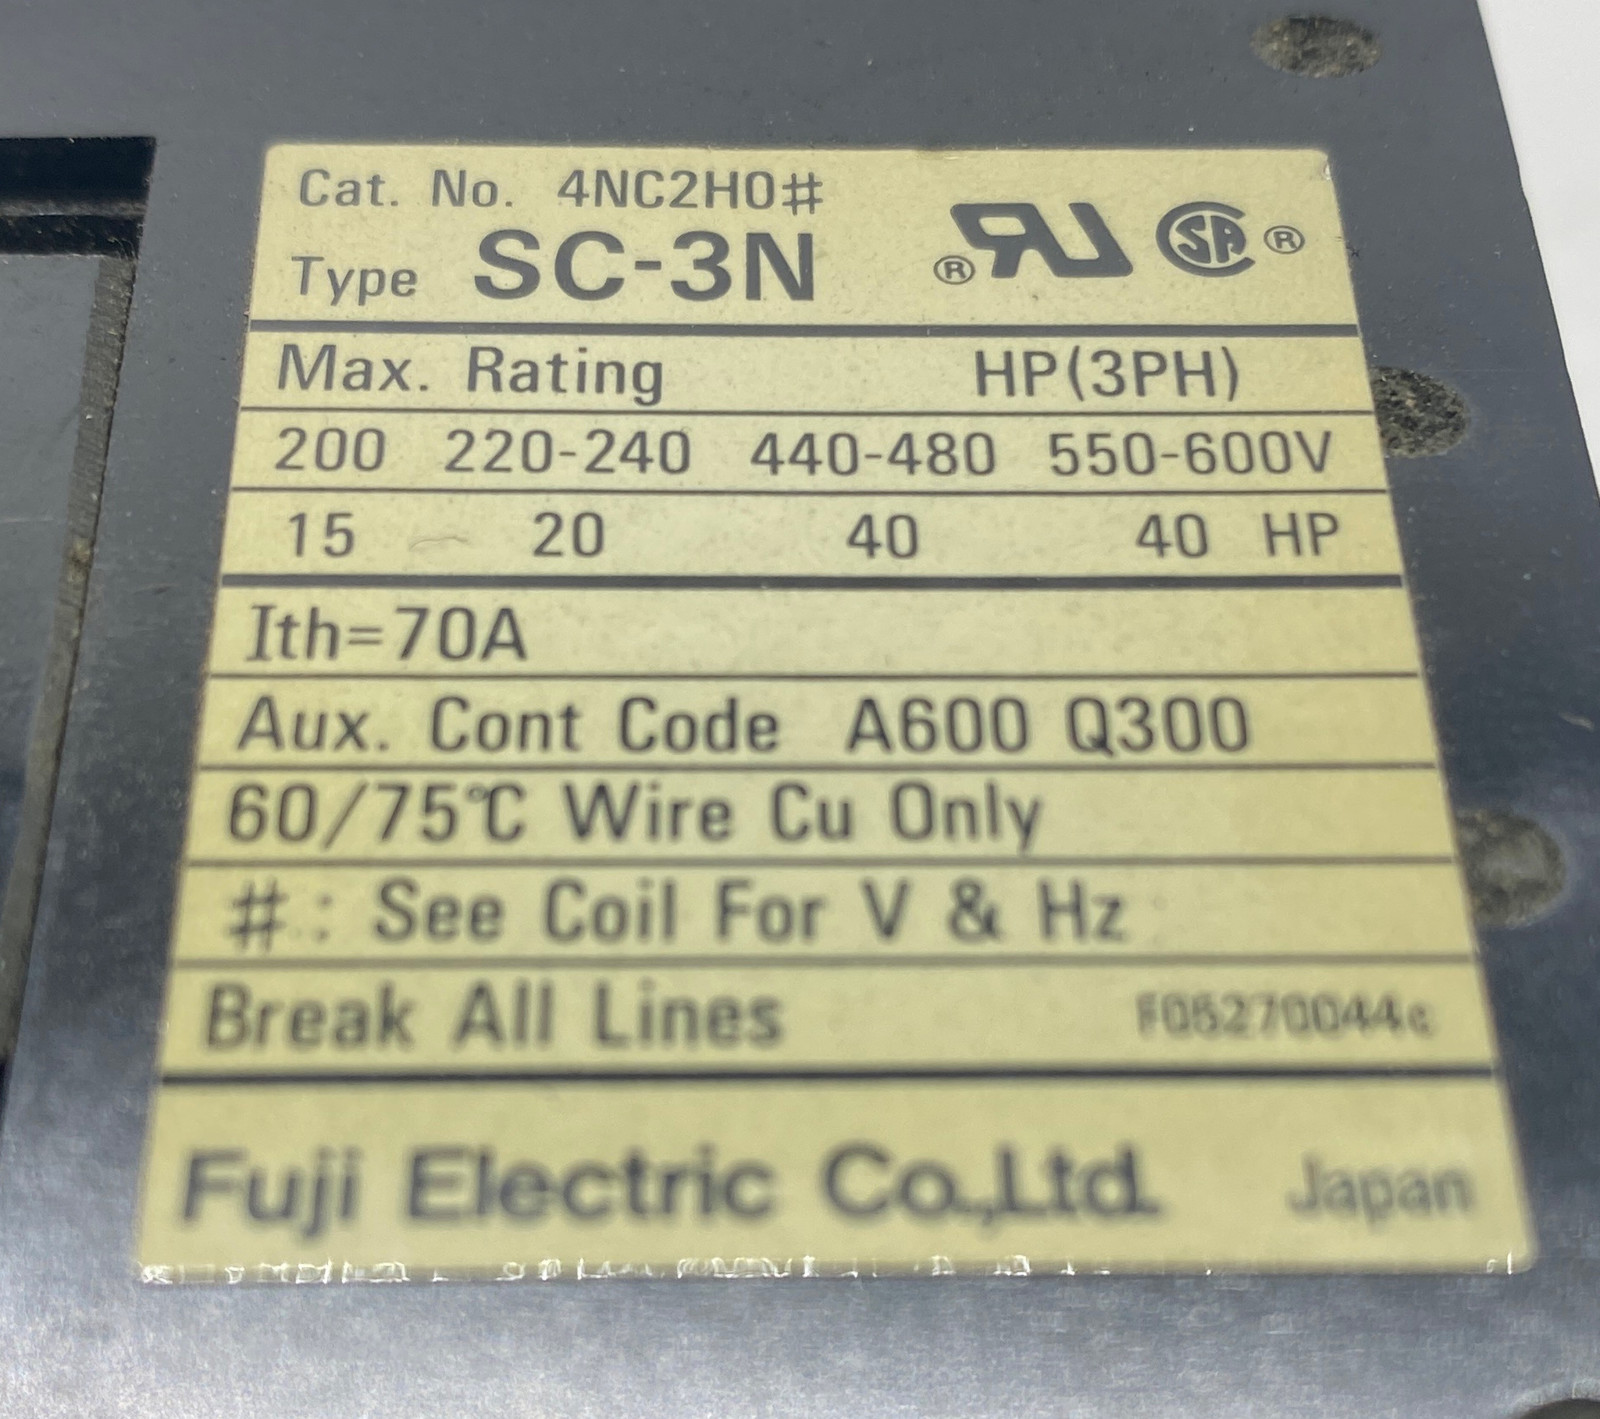 Cat. No. 4NC2H0#
Type SC-3N
® RU SA ®
Max. Rating HP(3PH)
200 220-240 440-480 550-600V
15 20 40 40 HP
Ith=70A
Aux. Cont Code A600 Q300
60/75℃ Wire Cu Only
#: See Coil For V & Hz
Break All Lines F05270044c
Fuji Electric Co.,Ltd. Japan